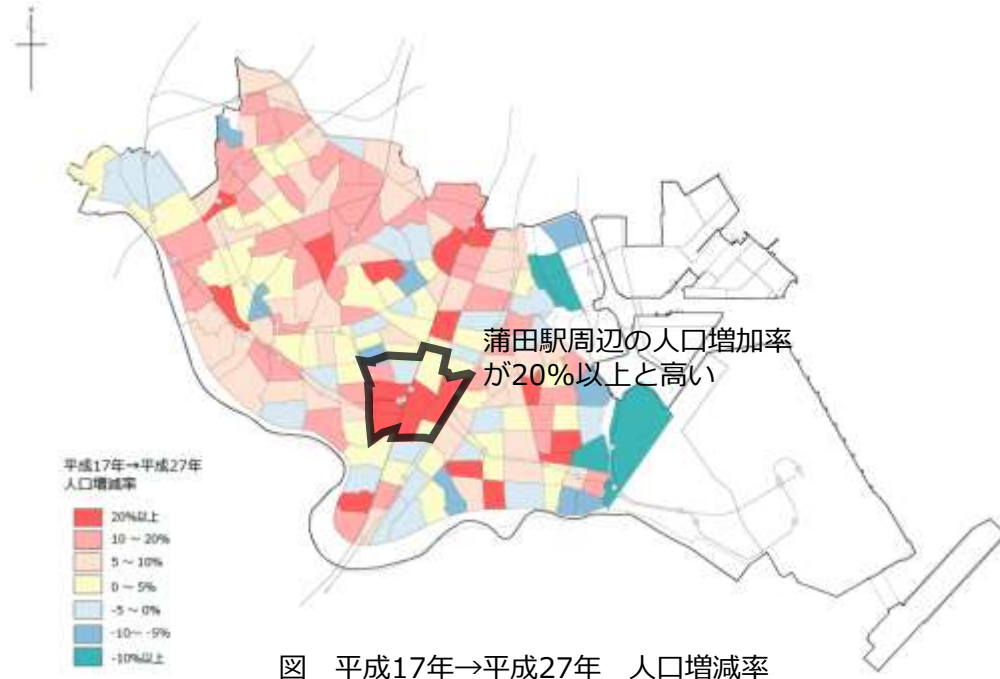 蒲田駅周辺の人口増加率
が20%以上と高い
平成17年→平成27年
人口増減率
20%以上
10 ～ 20%
5 ～ 10%
0 ～ 5%
-5 ～ 0%
-10～ -5%
-10%以上
図　平成17年→平成27年　人口増減率